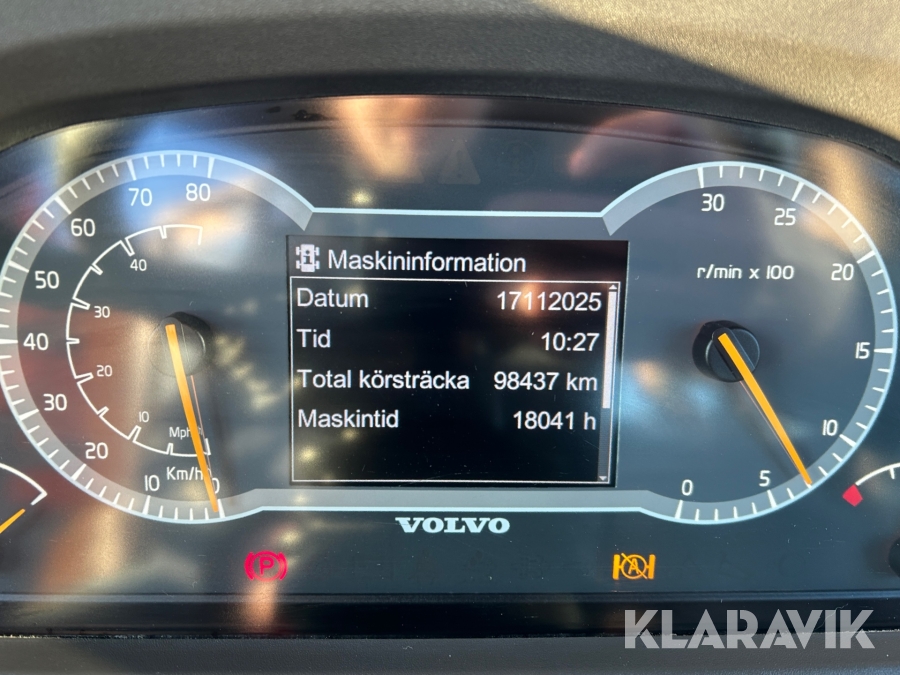 Maskininformation
Datum 17112025
Tid 10:27
Total körsträcka 98437 km
Maskintid 18041 h
80
70
60
50
40
30
20
10
0
Km/h
40
30
20
10
Mph
30
25
20
15
10
5
0
r/min x 100
VOLVO
P
A
KLARAVIK